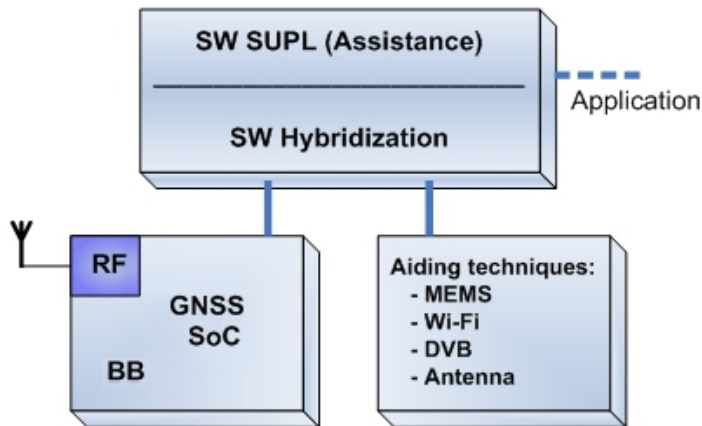 SW SUPL (Assistance)
SW Hybridization
Application
RF
GNSS
SoC
BB
Aiding techniques:
- MEMS
- Wi-Fi
- DVB
- Antenna